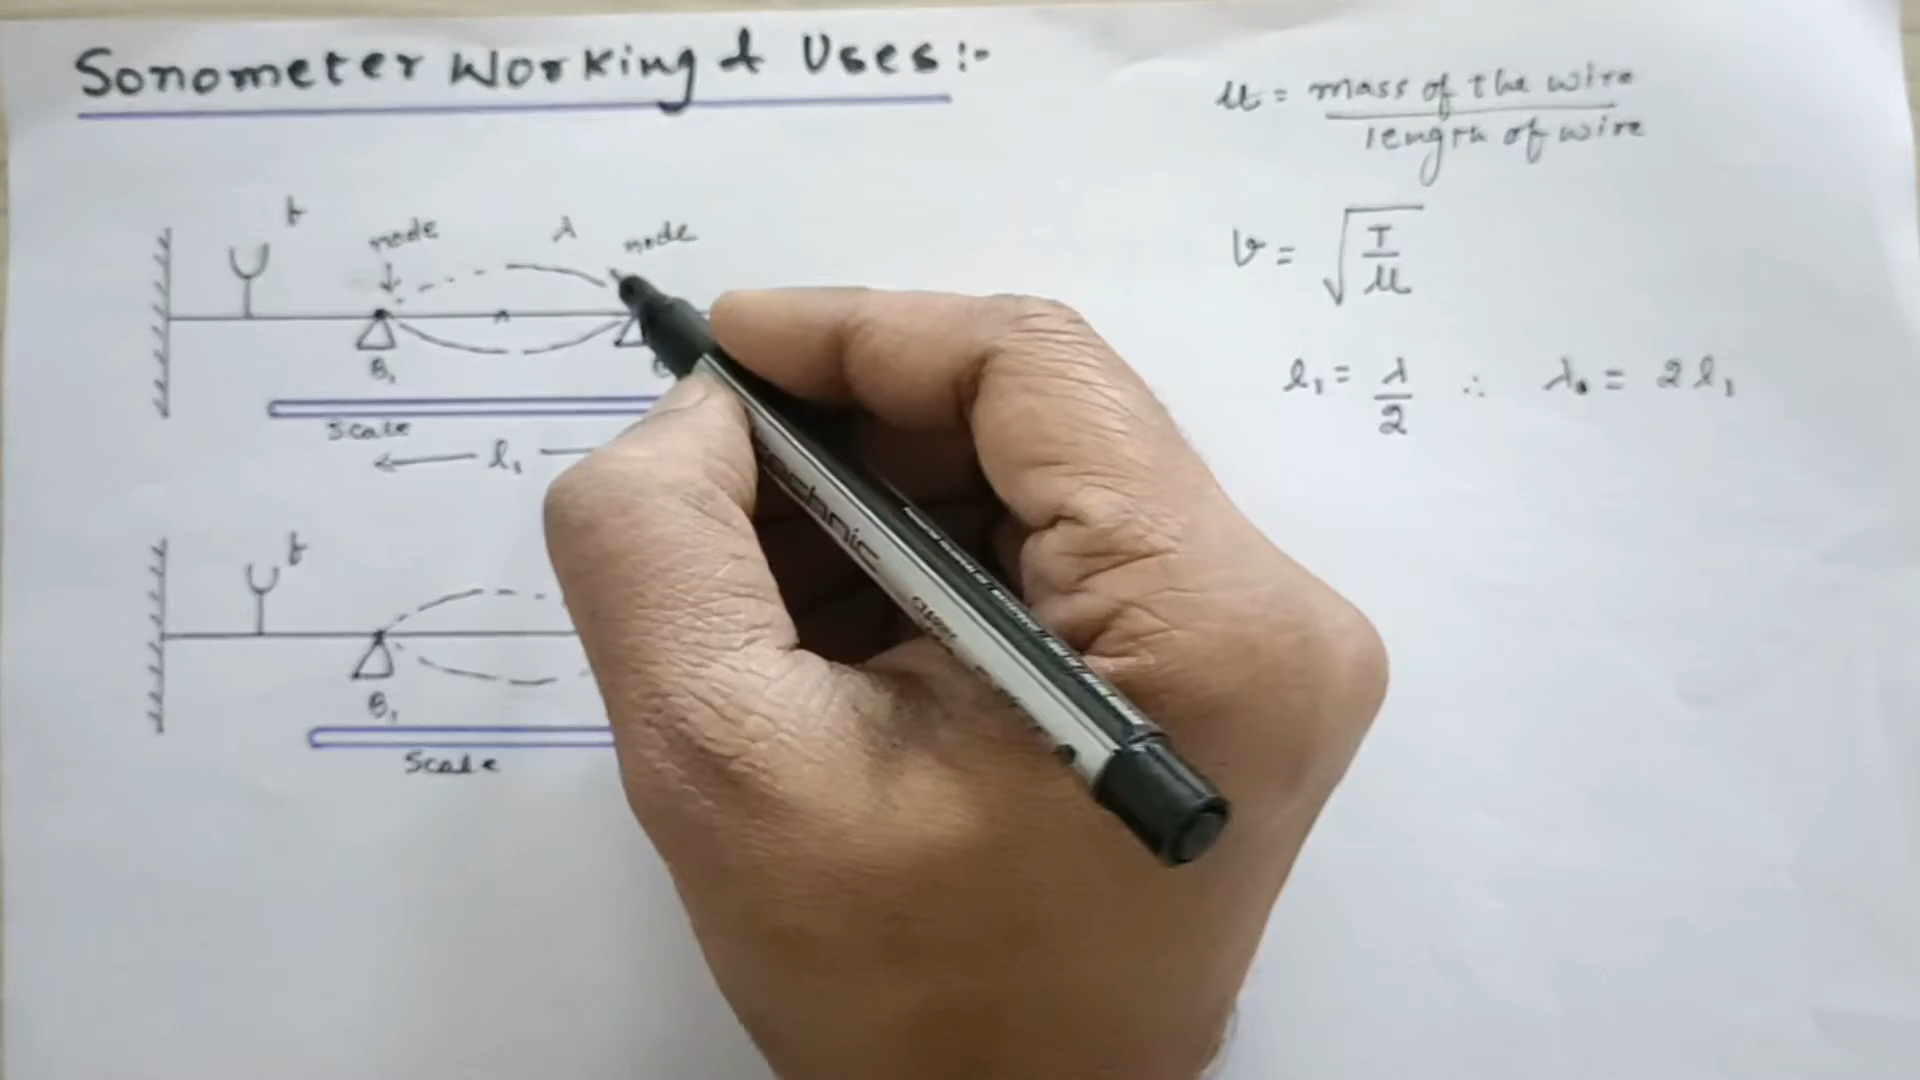 Sonometer Working & Uses:-
μ = mass of the wire
length of wire
t
node
λ
node
v = √T/μ
B₁
l₁ = λ/2 ∴ λ = 2l₁
Scale
l₁
t
B₁
Scale
technic